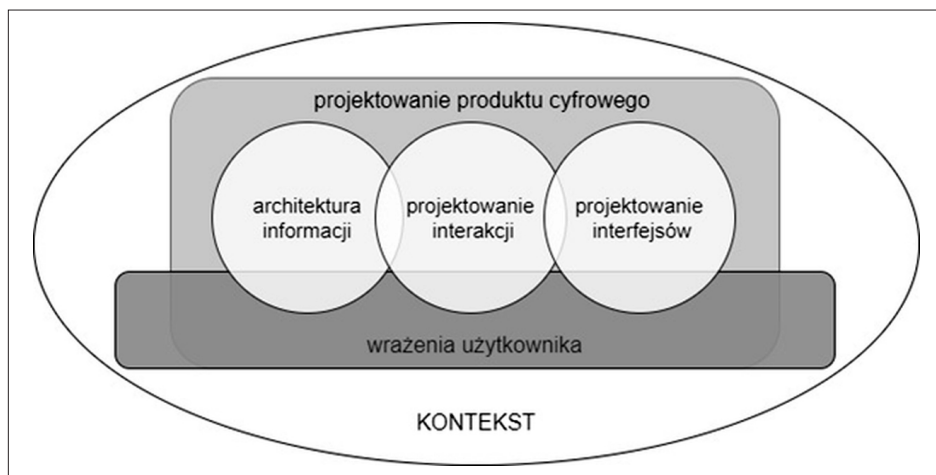 projektowanie produktu cyfrowego
architektura
informacji
projektowanie
interakcji
projektowanie
interfejsów
wrażenia użytkownika
KONTEKST